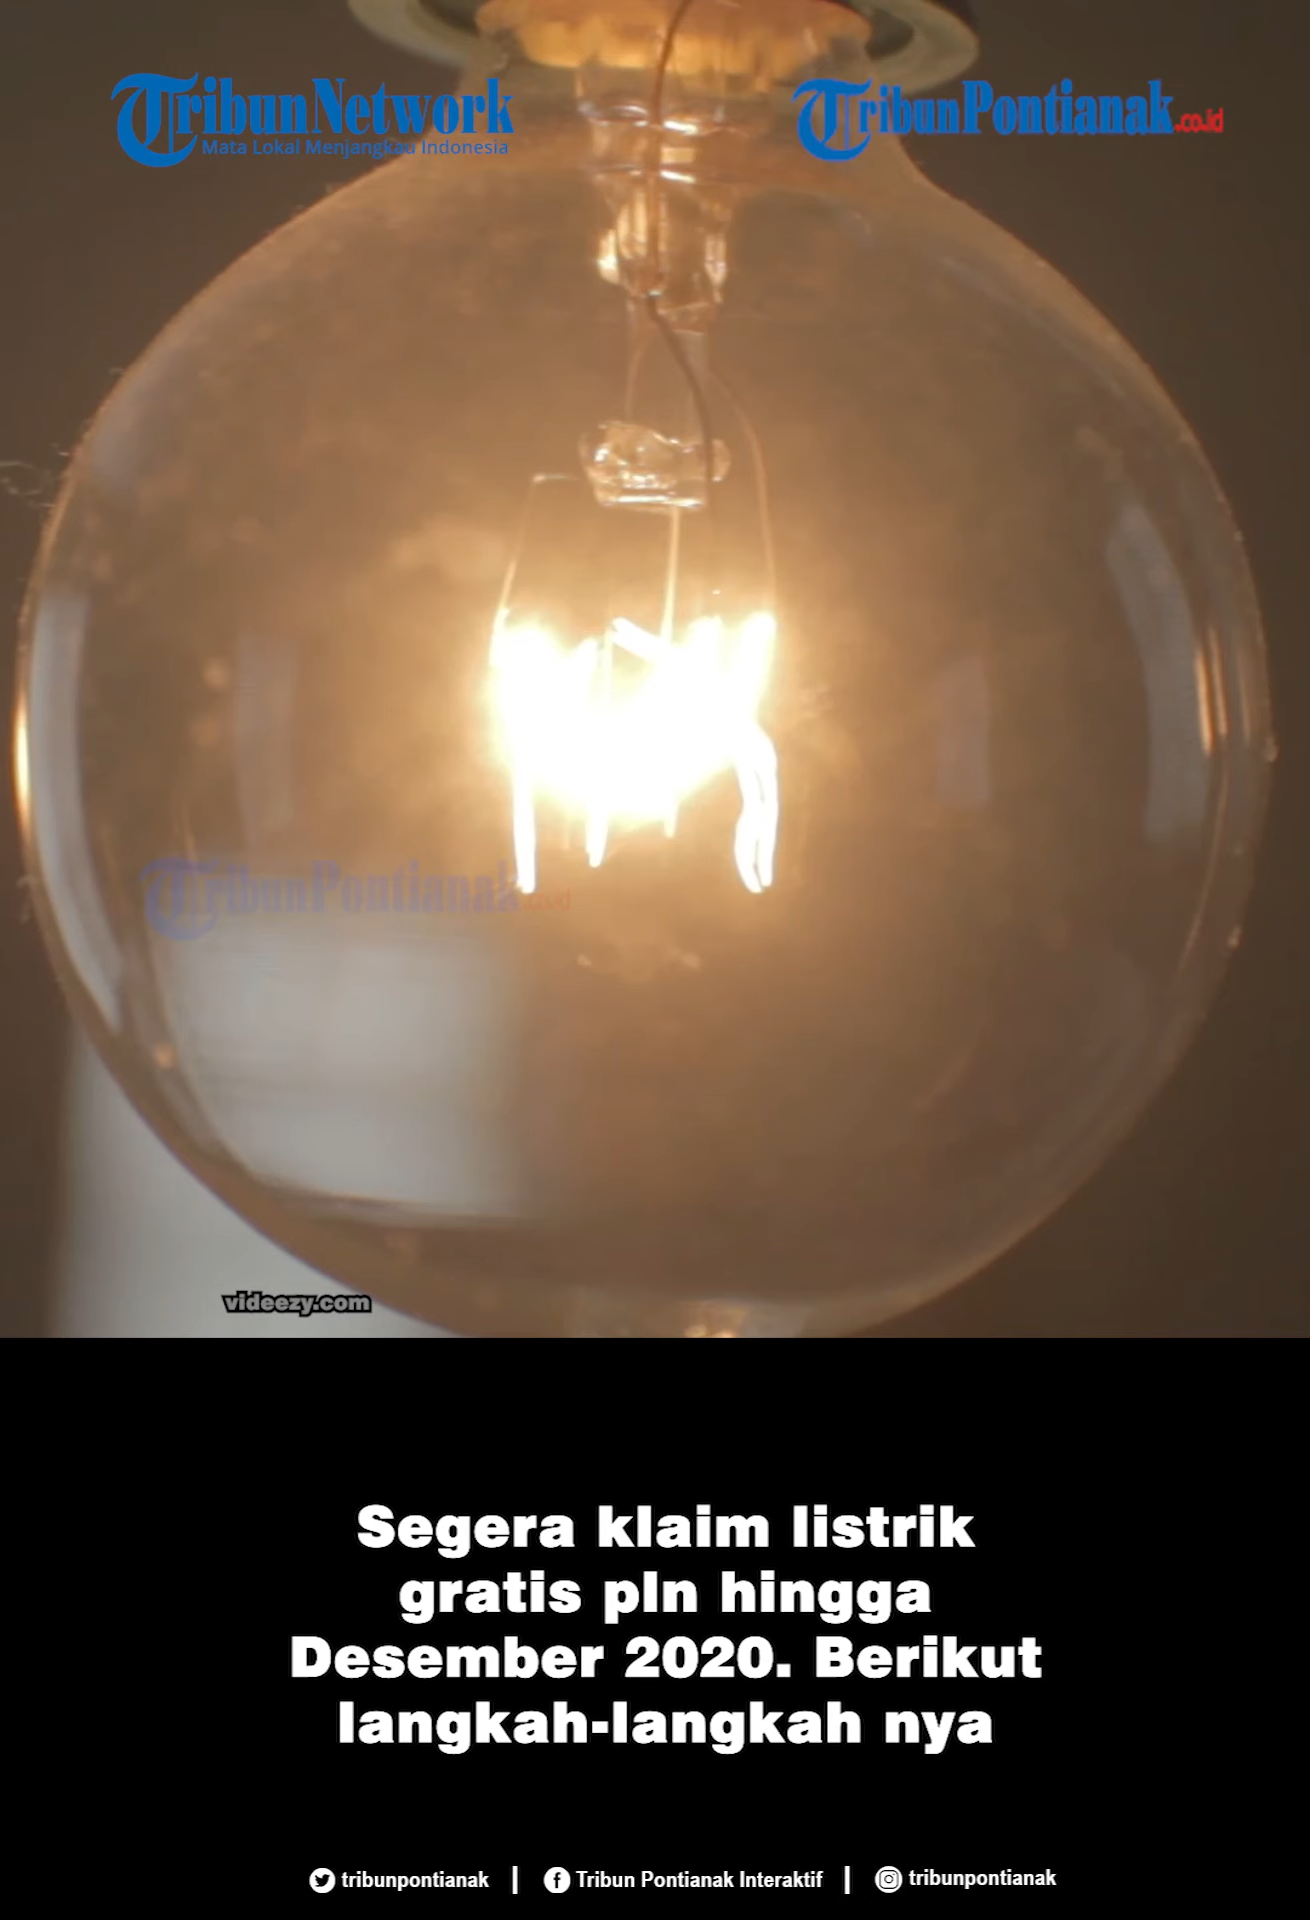 TribunNetwork
Mata Lokal Menjangkau Indonesia
TribunPontianak.co.id
TribunPontianak.co.id
videezy.com
Segera klaim listrik
gratis pln hingga
Desember 2020. Berikut
langkah-langkah nya
tribunpontianak | Tribun Pontianak Interaktif | tribunpontianak